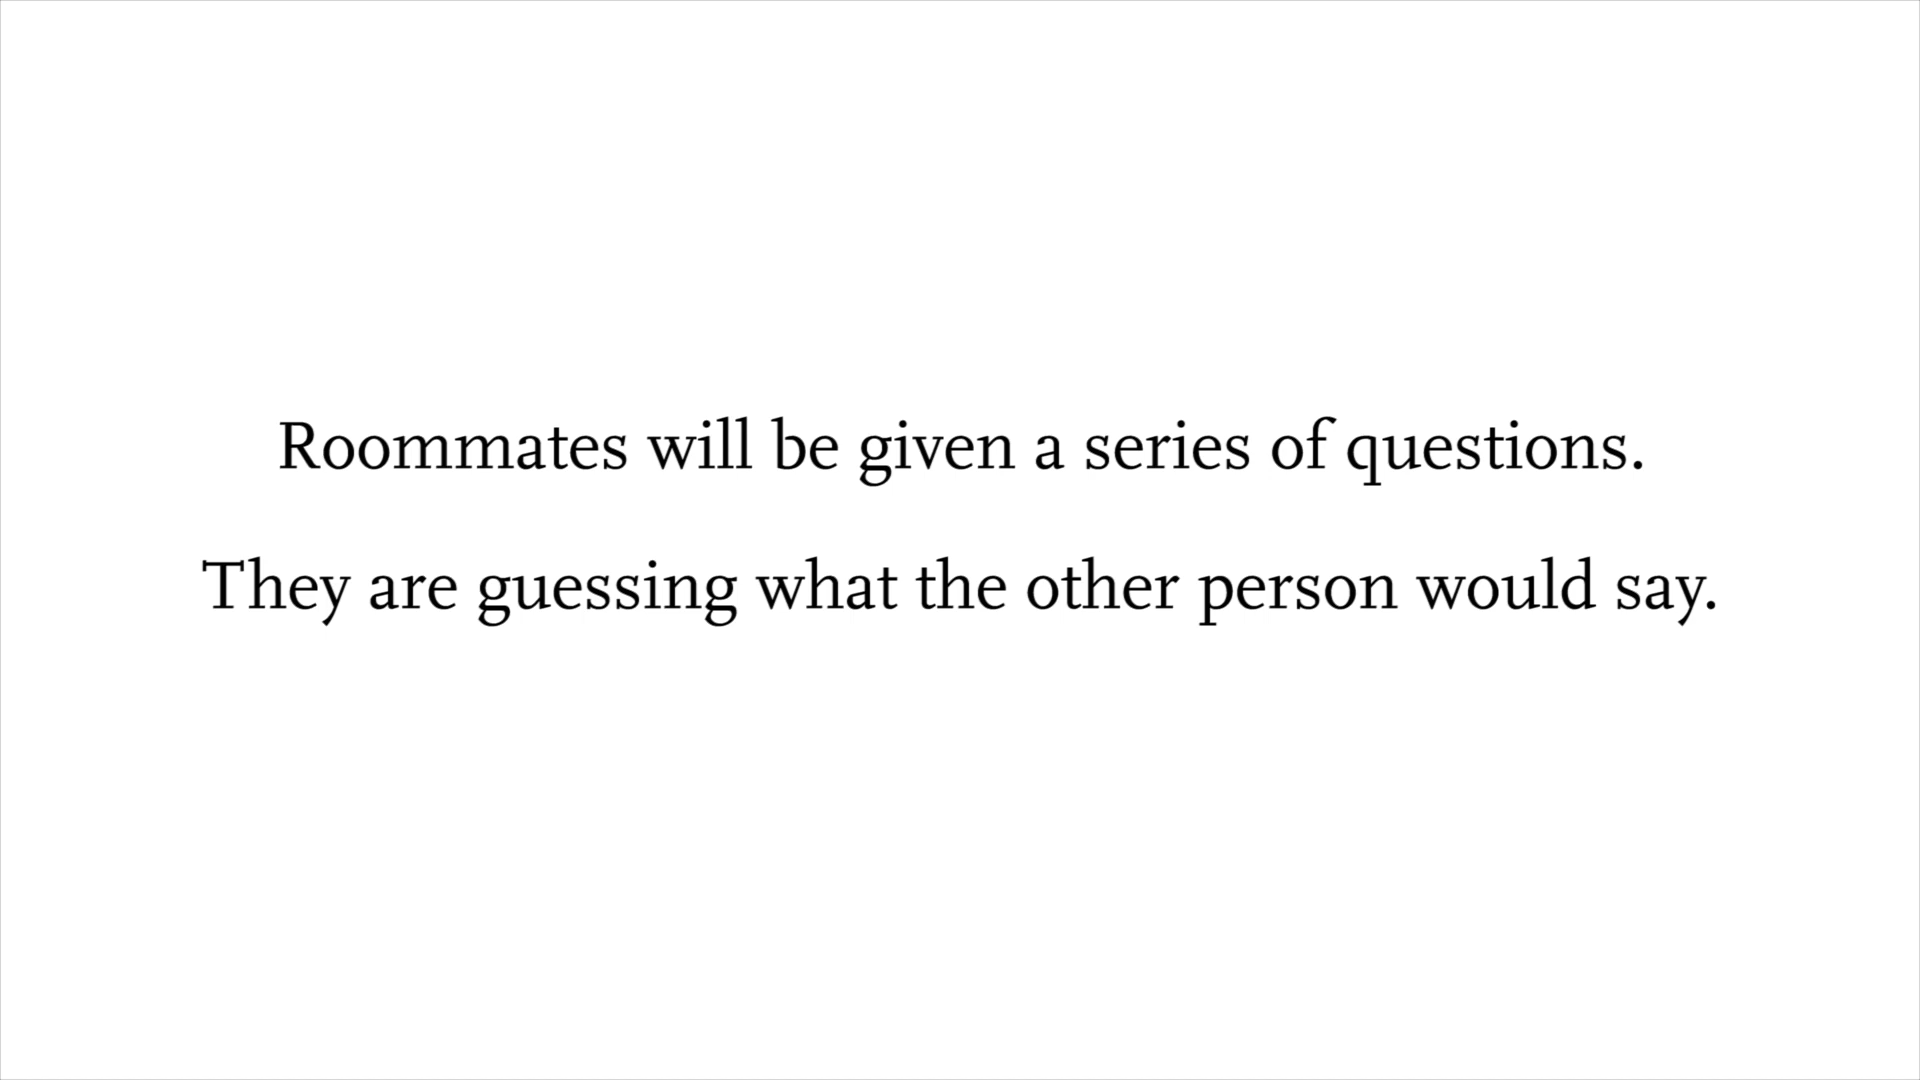 Roommates will be given a series of questions.
They are guessing what the other person would say.